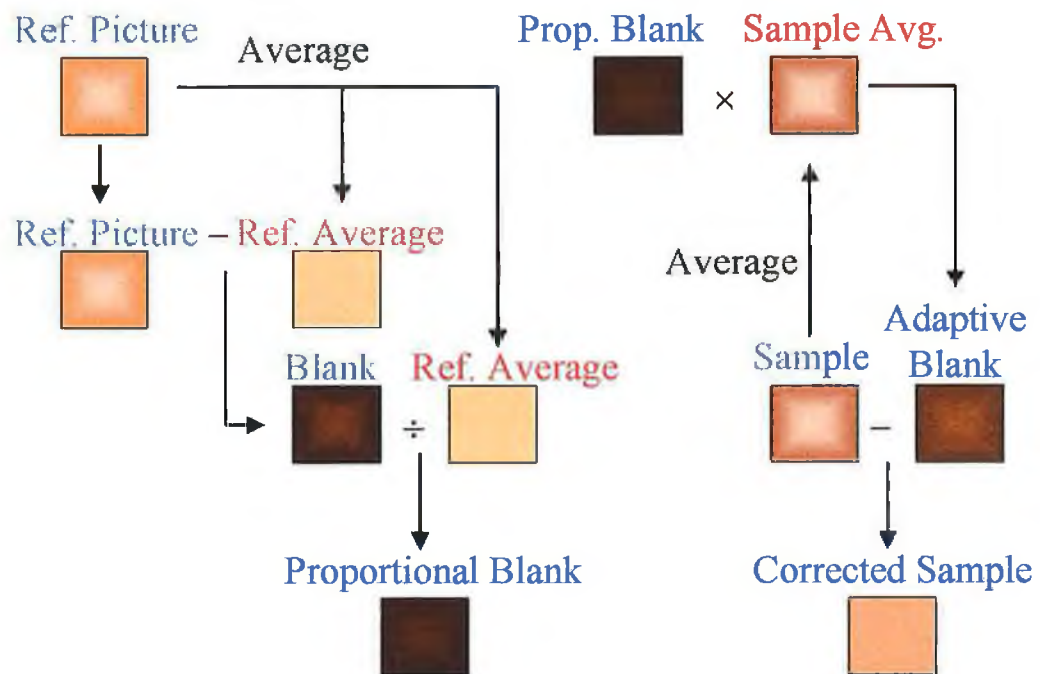 Ref. Picture
Average
Ref. Picture – Ref. Average
Blank ÷ Ref. Average
Proportional Blank
Prop. Blank × Sample Avg.
Average
Sample – Adaptive Blank
Corrected Sample